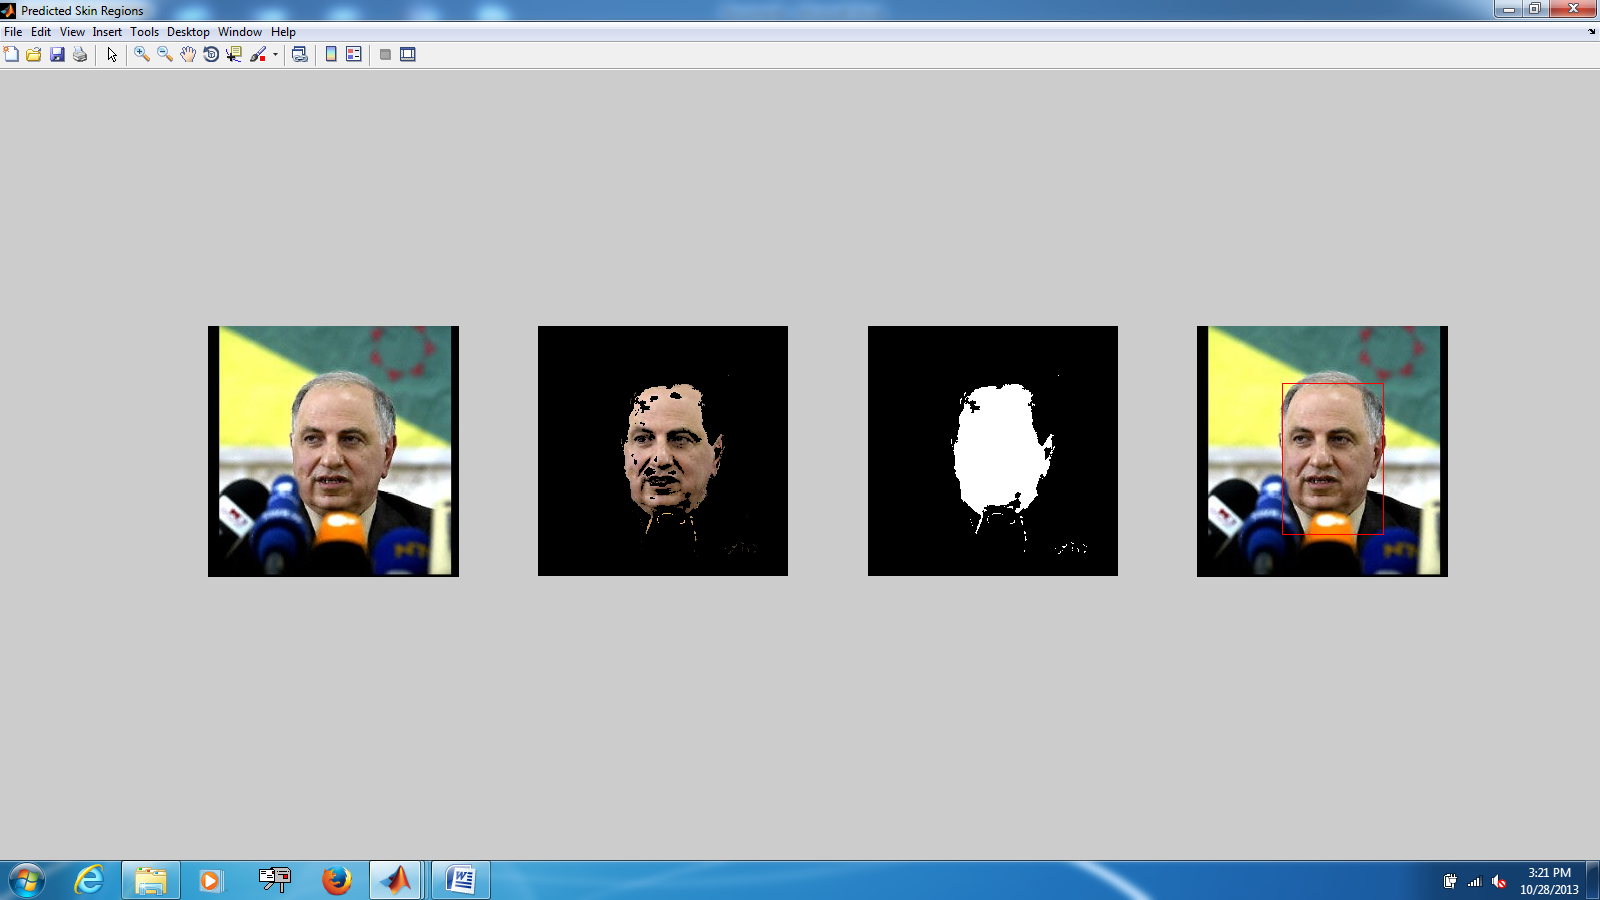 Predicted Skin Regions
File Edit View Insert Tools Desktop Window Help
3:21 PM
10/28/2013